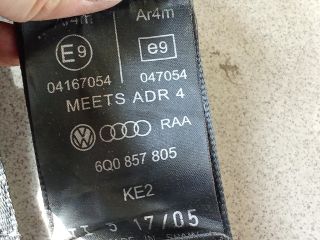 Ar4m
E9 e9
04167054 047054
MEETS ADR 4
RAA
6Q0 857 805
KE2
17/05